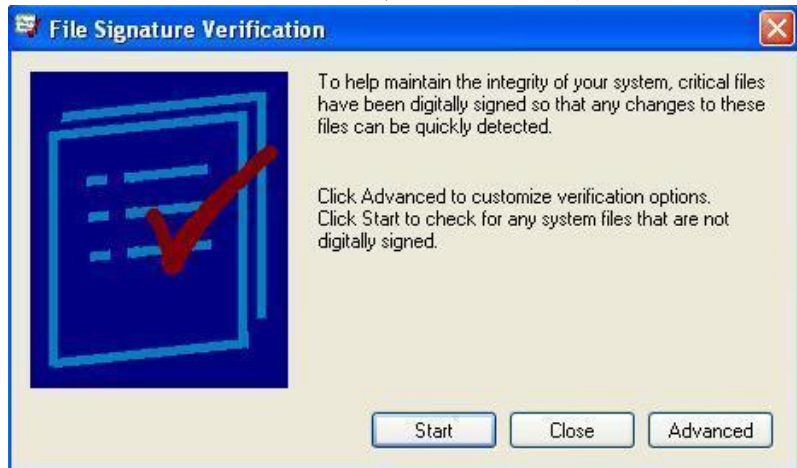 File Signature Verification
To help maintain the integrity of your system, critical files
have been digitally signed so that any changes to these
files can be quickly detected.
Click Advanced to customize verification options.
Click Start to check for any system files that are not
digitally signed.
Start Close Advanced